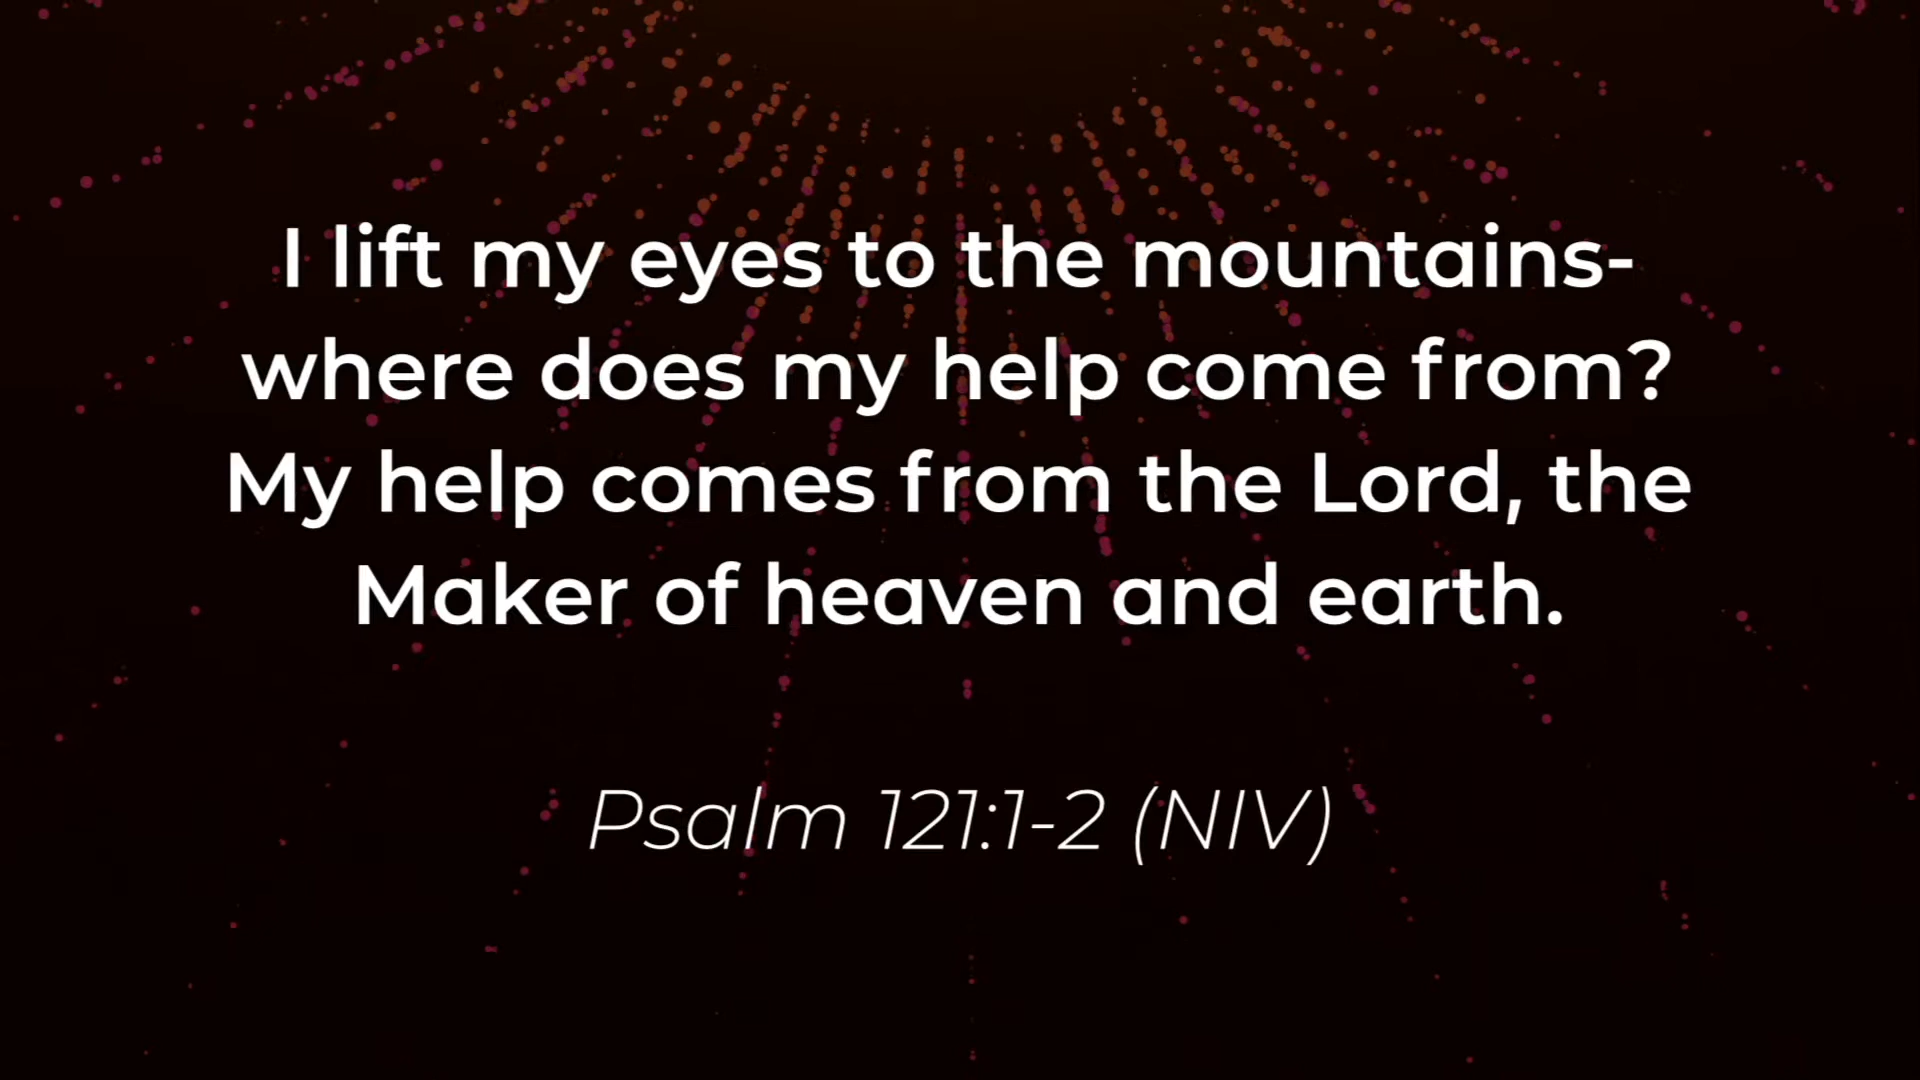 I lift my eyes to the mountains-
where does my help come from?
My help comes from the Lord, the
Maker of heaven and earth.
Psalm 121:1-2 (NIV)